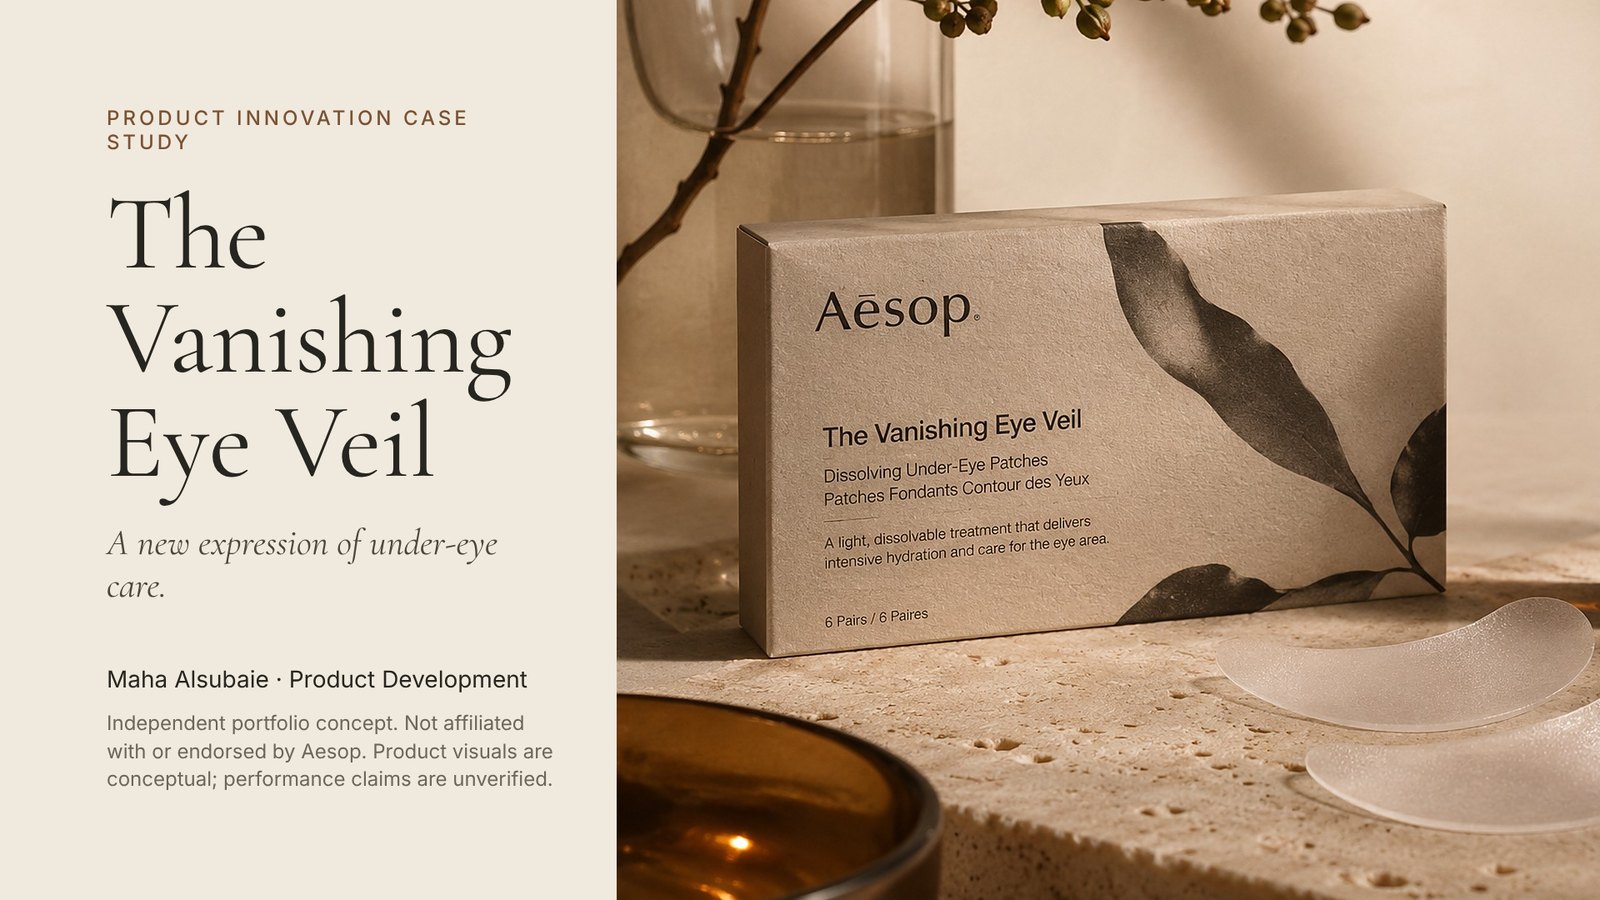 PRODUCT INNOVATION CASE
STUDY
The
Vanishing
Eye Veil
A new expression of under-eye
care.
Maha Alsubaie · Product Development
Independent portfolio concept. Not affiliated
with or endorsed by Aesop. Product visuals are
conceptual; performance claims are unverified.
Aēsop®
The Vanishing Eye Veil
Dissolving Under-Eye Patches
Patches Fondants Contour des Yeux
A light, dissolvable treatment that delivers
intensive hydration and care for the eye area.
6 Pairs / 6 Paires